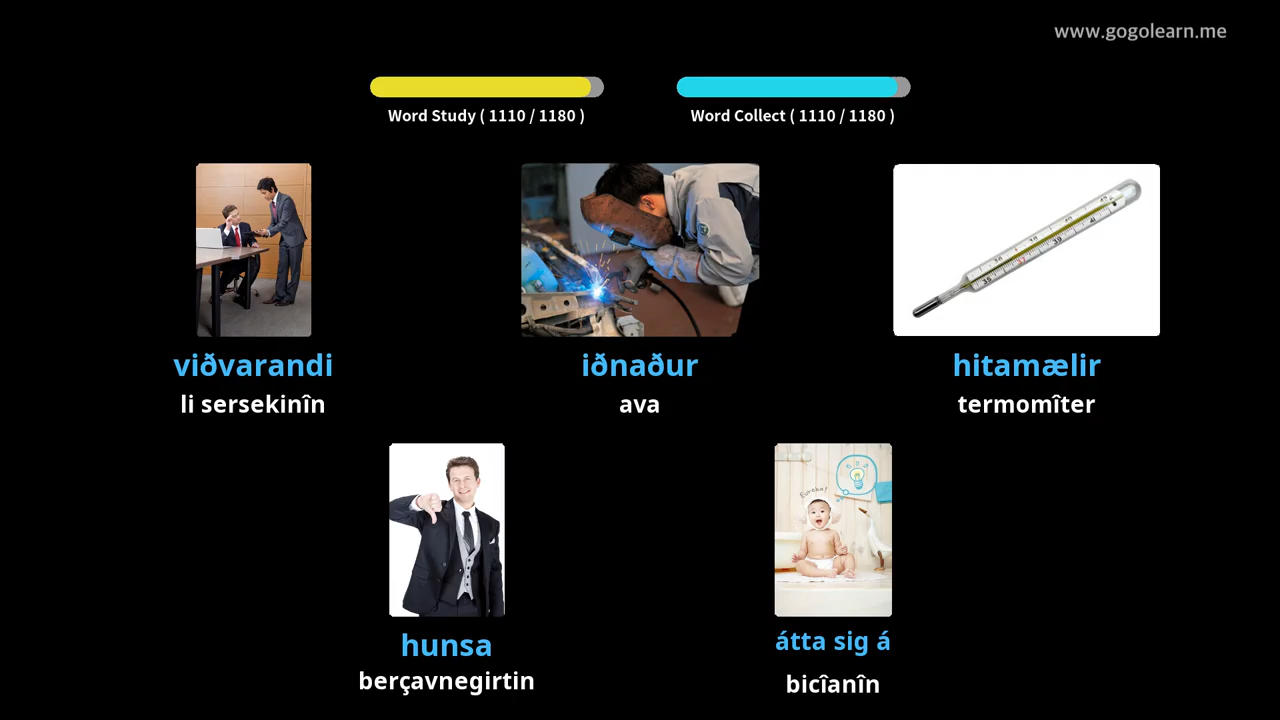 www.gogolearn.me
Word Study ( 1110 / 1180 )
Word Collect ( 1110 / 1180 )
viðvarandi
iðnaður
hitamælir
li sersekinîn
ava
termomîter
Eureka!
hunsa
átta sig á
berçavnegirtin
bicîanîn